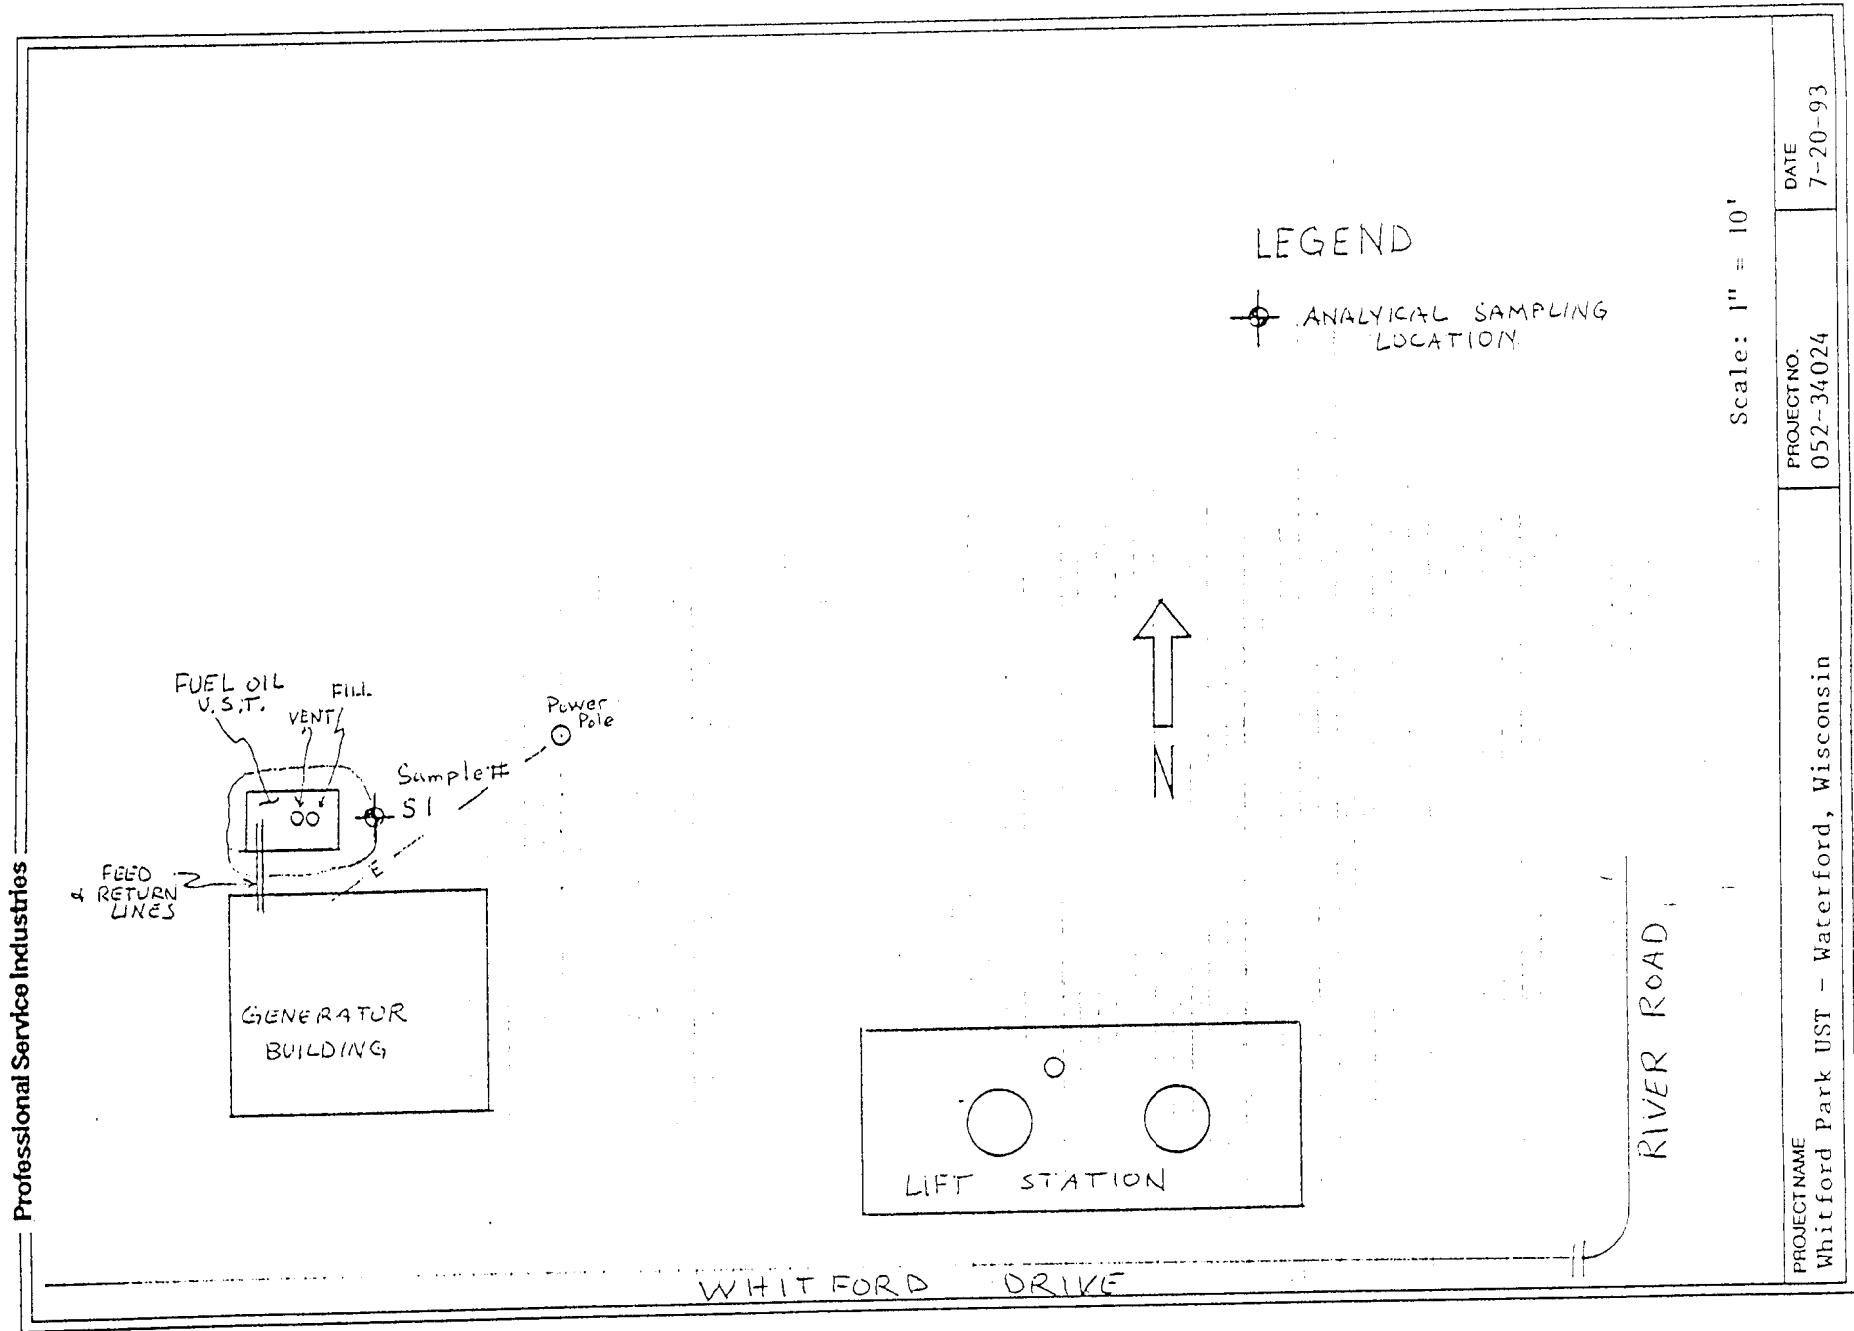 LEGEND
ANALYICAL SAMPLING
LOCATION
FUEL OIL
U.S.T.
VENT
FILL
Power
Pole
Sample #
S1
E
FEED
& RETURN
LINES
GENERATOR
BUILDING
N
LIFT STATION
WHITFORD DRIVE
RIVER ROAD
Scale: 1" = 10'
Professional Service Industries
PROJECT NAME
Whitford Park UST - Waterford, Wisconsin
PROJECT NO.
052-34024
DATE
7-20-93